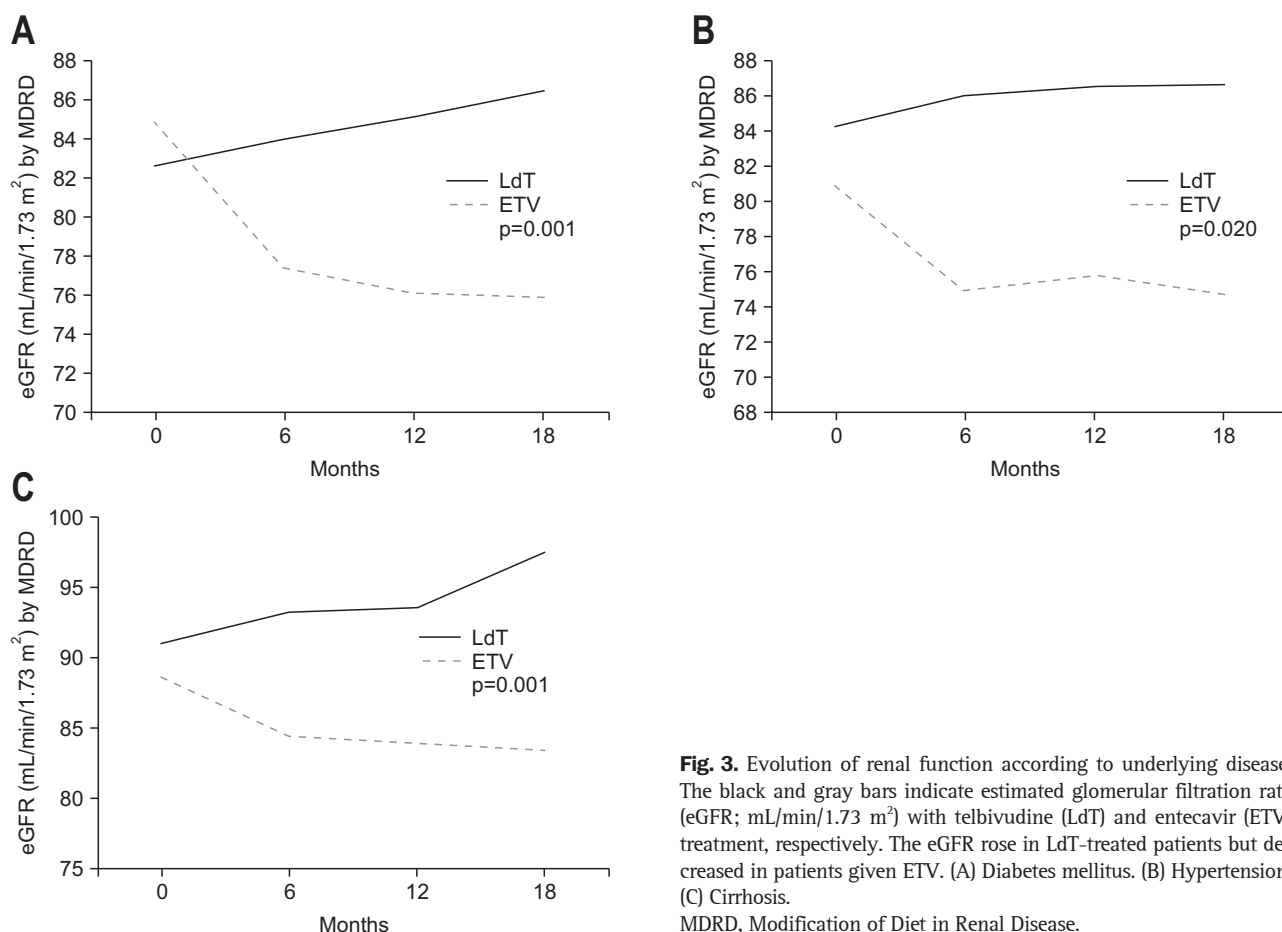 A
88
86
84
82
80
78
76
74
72
70
eGFR (mL/min/1.73 m²) by MDRD
LdT
ETV
p=0.001
0 6 12 18
Months
B
88
86
84
82
80
78
76
74
72
70
68
eGFR (mL/min/1.73 m²) by MDRD
LdT
ETV
p=0.020
0 6 12 18
Months
C
100
95
90
85
80
75
eGFR (mL/min/1.73 m²) by MDRD
LdT
ETV
p=0.001
0 6 12 18
Months
Fig. 3. Evolution of renal function according to underlying disease
The black and gray bars indicate estimated glomerular filtration rat
(eGFR; mL/min/1.73 m²) with telbivudine (LdT) and entecavir (ETV
treatment, respectively. The eGFR rose in LdT-treated patients but de-
creased in patients given ETV. (A) Diabetes mellitus. (B) Hypertension
(C) Cirrhosis.
MDRD, Modification of Diet in Renal Disease.